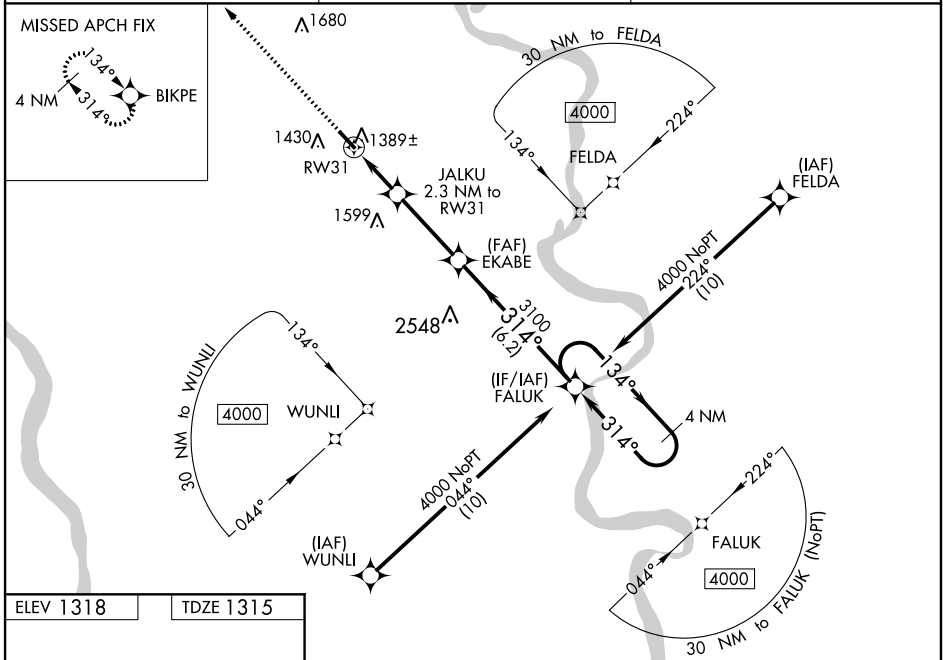 MISSED APCH FIX
134°
4 NM
314°
BIKPE
1680
1430
1389±
RW31
JALKU
2.3 NM to
RW31
1599
(FAF)
EKABE
2548
3100
314°
(6.2)
(IF/IAF)
FALUK
134°
314°
4 NM
30 NM to FELDA
4000
134°
224°
FELDA
(IAF)
FELDA
4000 NoPT
224°
(10)
30 NM to WUNLI
134°
4000
WUNLI
044°
4000 NoPT
044°
(10)
(IAF)
WUNLI
224°
FALUK
044°
4000
30 NM to FALUK (NoPT)
ELEV 1318
TDZE 1315